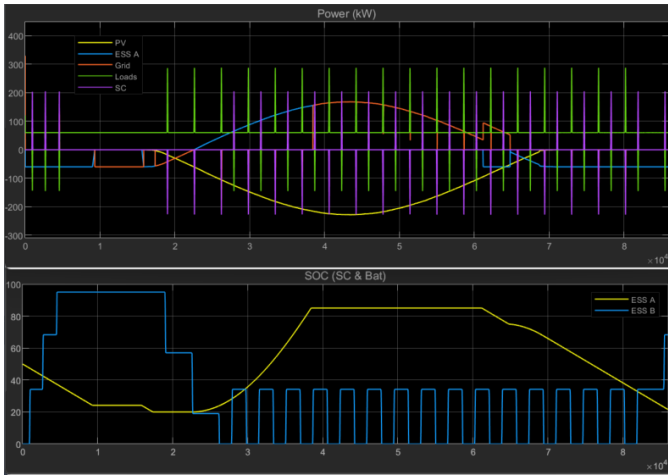 Power (kW)
PV
ESS A
Grid
Loads
SC
400
300
200
100
0
-100
-200
-300
0 1 2 3 4 5 6 7 8
×10⁴
SOC (SC & Bat)
ESS A
ESS B
100
80
60
40
20
0
0 1 2 3 4 5 6 7 8
×10⁴